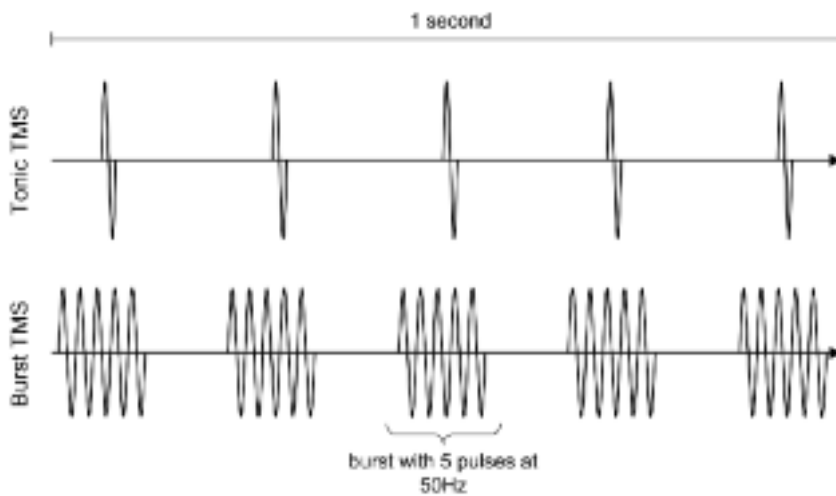 1 second
Tonic TMS
Burst TMS
burst with 5 pulses at
50Hz